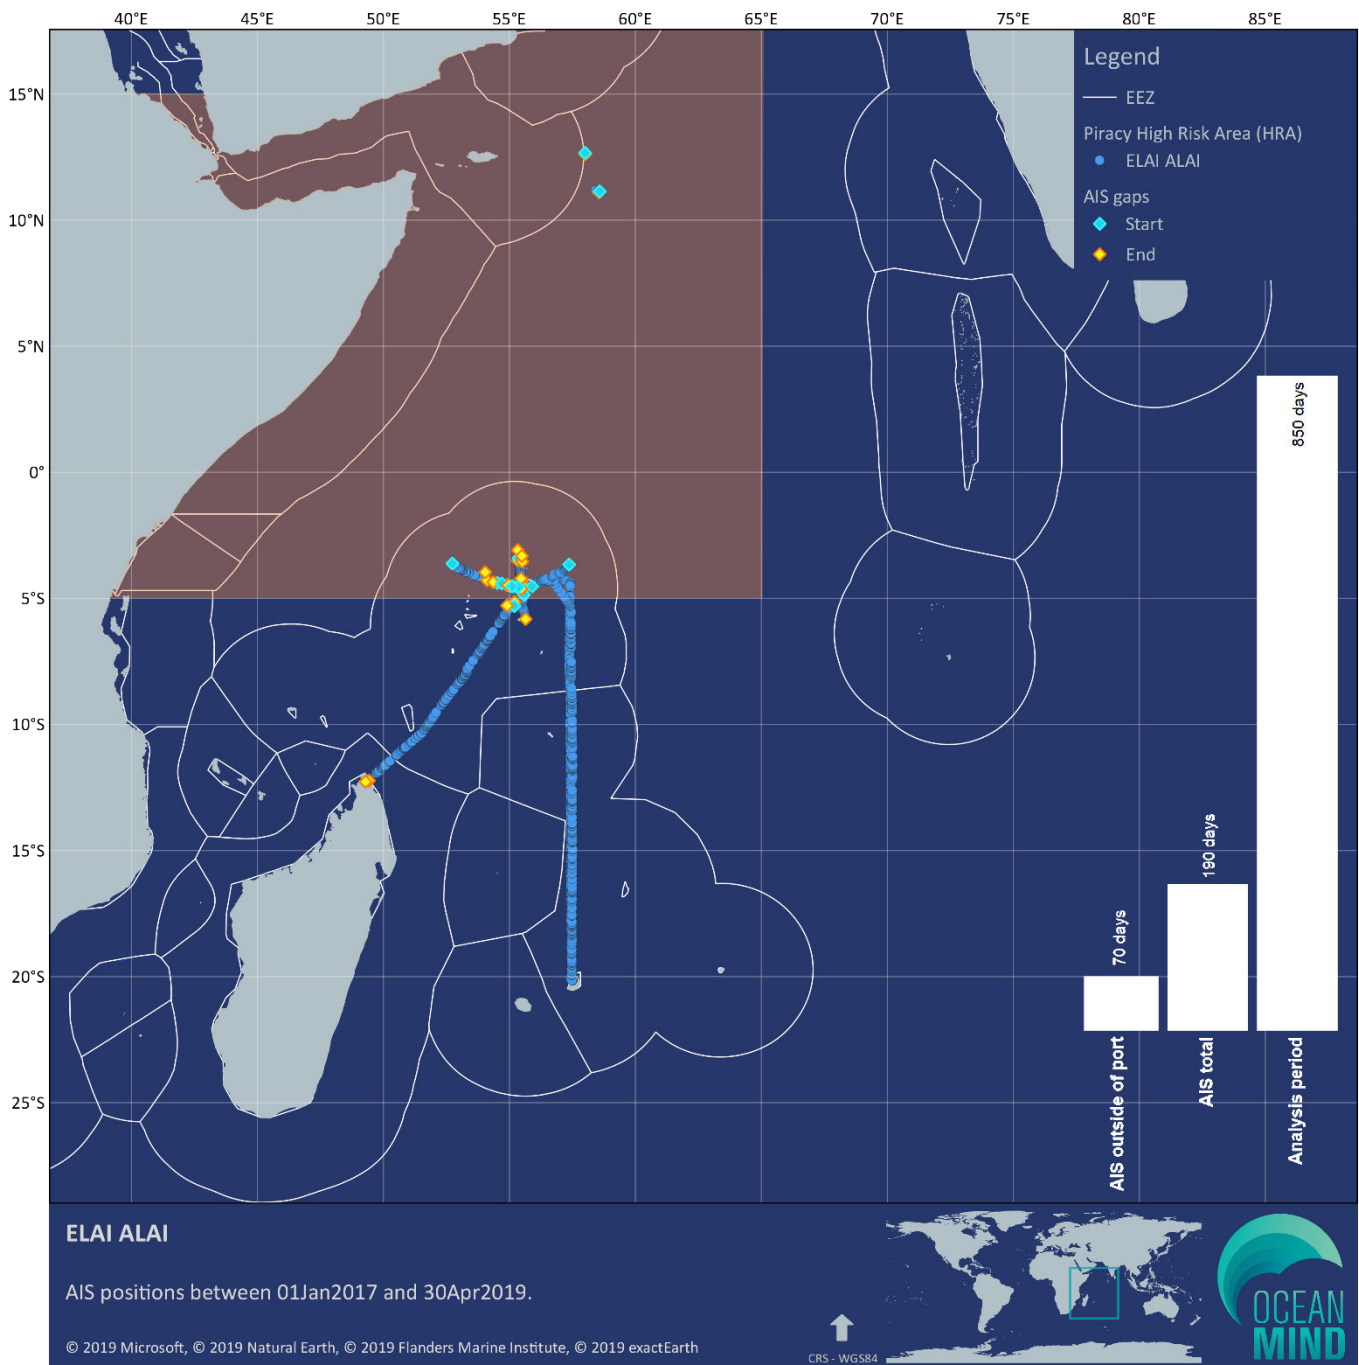 40°E 45°E 50°E 55°E 60°E 65°E 70°E 75°E 80°E 85°E
Legend
EEZ
Piracy High Risk Area (HRA)
ELAI ALAI
AIS gaps
Start
End
15°N
10°N
5°N
0°
5°S
10°S
15°S
20°S
25°S
70 days
190 days
850 days
AIS outside of port
AIS total
Analysis period
ELAI ALAI
AIS positions between 01Jan2017 and 30Apr2019.
© 2019 Microsoft, © 2019 Natural Earth, © 2019 Flanders Marine Institute, © 2019 exactEarth
CRS - WGS84
OCEAN
MIND